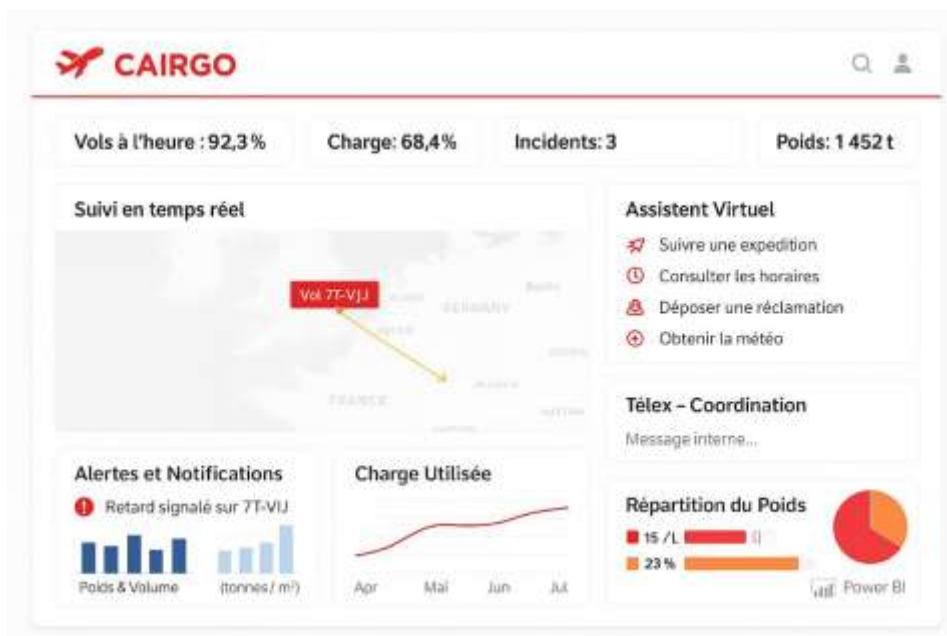 CAIRGO
Vols à l'heure : 92,3 %
Charge: 68,4%
Incidents: 3
Poids: 1 452 t
Suivi en temps réel
Vol 7T-VJJ
GERMANY
FRANCE
Assistent Virtuel
Suivre une expedition
Consulter les horaires
Déposer une réclamation
Obtenir la météo
Télex – Coordination
Message interne...
Alertes et Notifications
Retard signalé sur 7T-VIJ
Poids & Volume
(tonnes / m²)
Charge Utilisée
Apr
Mai
Jun
Jul
Répartition du Poids
15 /L
23 %
Power BI